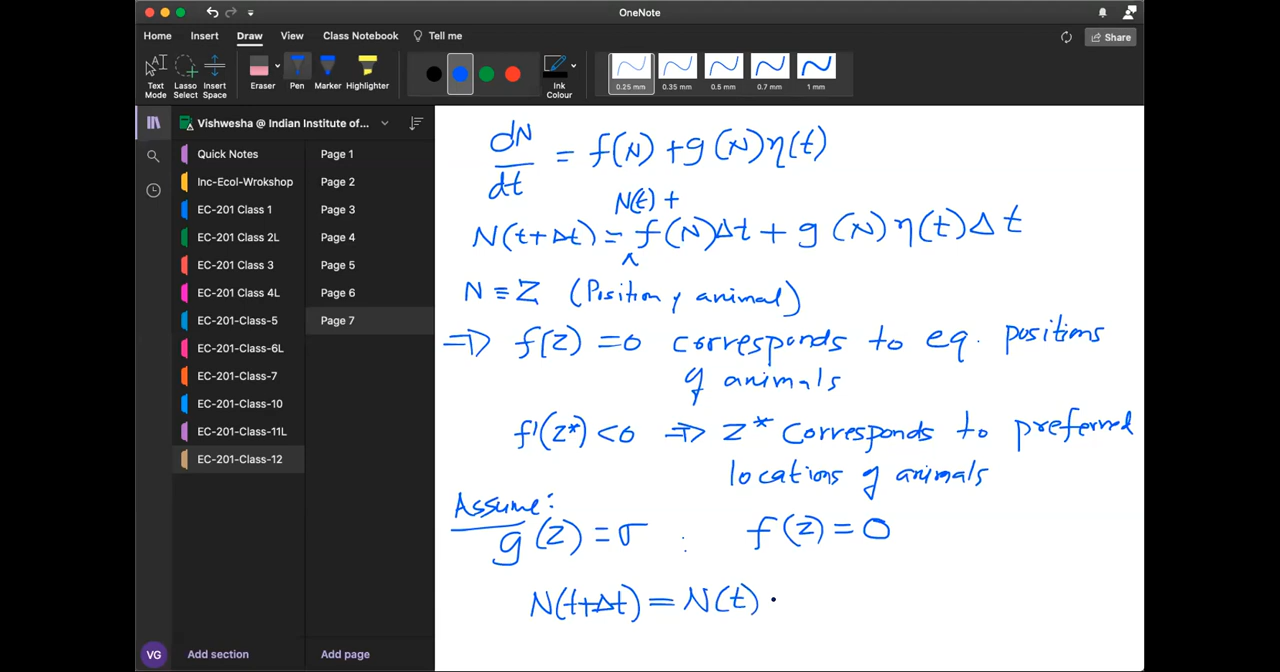 OneNote
Home Insert Draw View Class Notebook Tell me
Share
Text Mode
Lasso Select
Insert Space
Eraser
Pen
Marker
Highlighter
Ink Colour
0.25 mm 0.35 mm 0.5 mm 0.7 mm 1 mm
Vishwesha @ Indian Institute of...
Quick Notes
Inc-Ecol-Wrokshop
EC-201 Class 1
EC-201 Class 2L
EC-201 Class 3
EC-201 Class 4L
EC-201-Class-5
EC-201-Class-6L
EC-201-Class-7
EC-201-Class-10
EC-201-Class-11L
EC-201-Class-12
Page 1
Page 2
Page 3
Page 4
Page 5
Page 6
Page 7
VG
Add section
Add page
dN/dt = f(N) + g(N)η(t)
N(t) +
N(t+Δt) = ^ f(N)Δt + g(N)η(t)Δt
N ≡ Z (Position of animal)
⇒ f(Z) = 0 corresponds to eq. positions
of animals
f'(Z*) < 0 ⇒ Z* corresponds to preferred
locations of animals
Assume:
g(Z) = σ f(Z) = 0
N(t+Δt) = N(t)